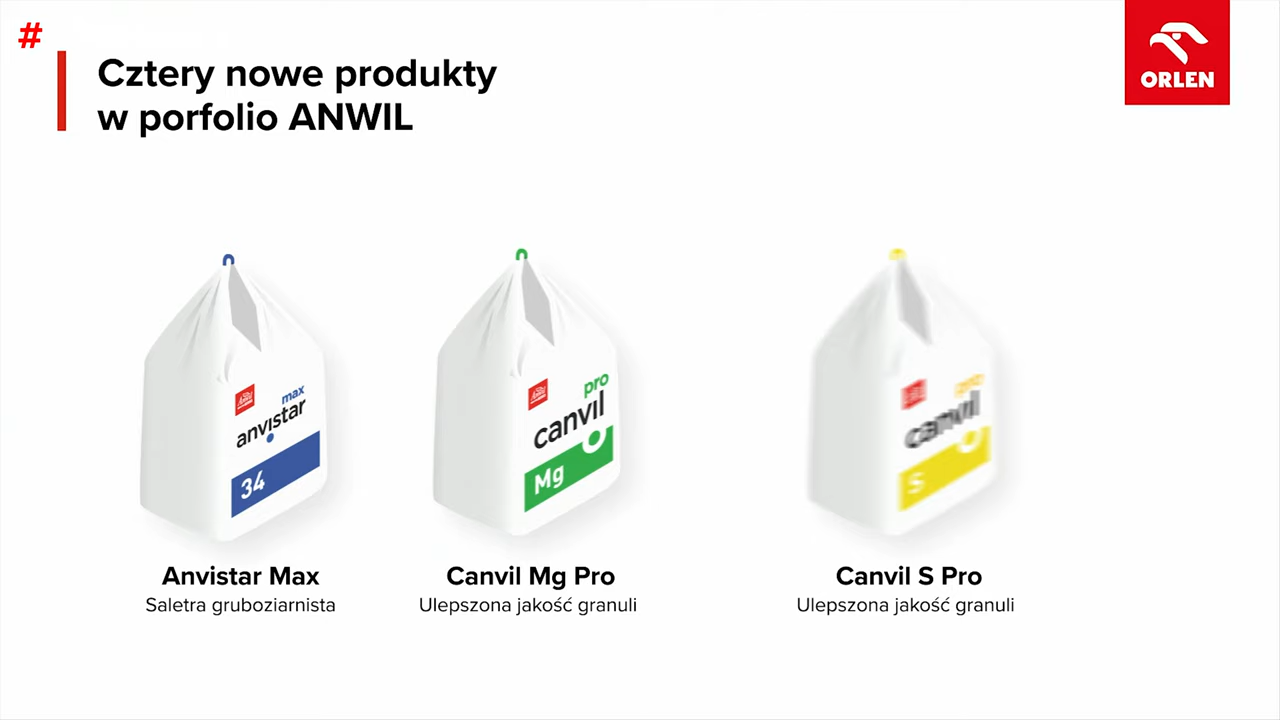 #
Cztery nowe produkty
w porfolio ANWIL
ORLEN
max
anvistar
34
pro
canvil
Mg
pro
canvil
S
Anvistar Max
Saletra gruboziarnista
Canvil Mg Pro
Ulepszona jakość granuli
Canvil S Pro
Ulepszona jakość granuli